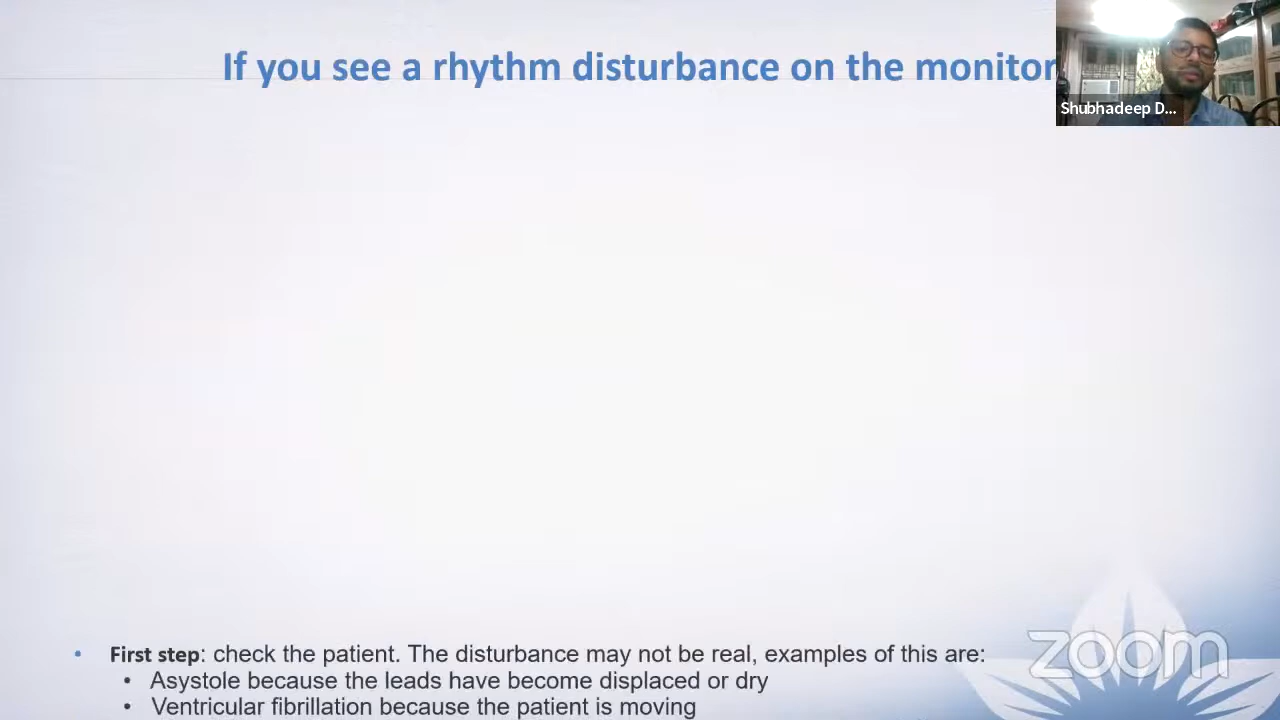 If you see a rhythm disturbance on the monitor
Shubhadeep D...
• First step: check the patient. The disturbance may not be real, examples of this are:
• Asystole because the leads have become displaced or dry
• Ventricular fibrillation because the patient is moving
zoom